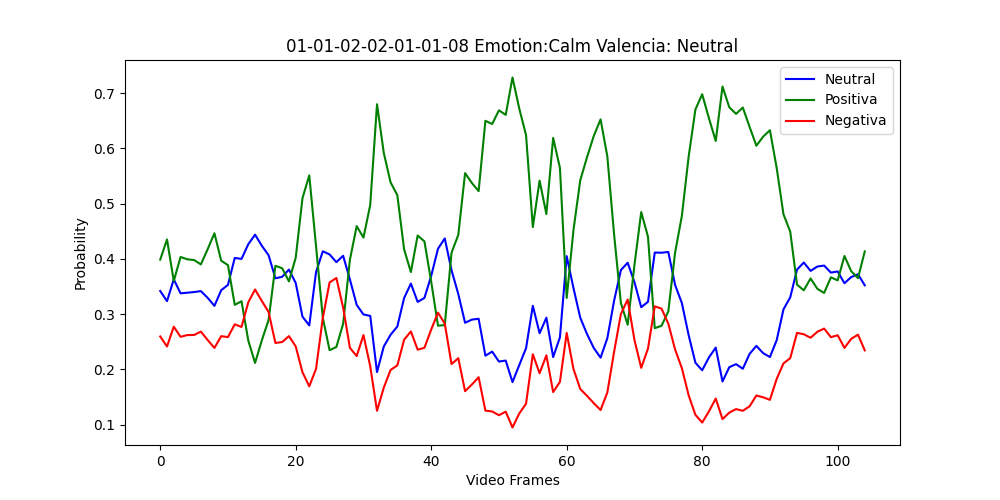 01-01-02-02-01-01-08 Emotion:Calm Valencia: Neutral
Neutral
Positiva
Negativa
Probability
0.7
0.6
0.5
0.4
0.3
0.2
0.1
0 20 40 60 80 100
Video Frames